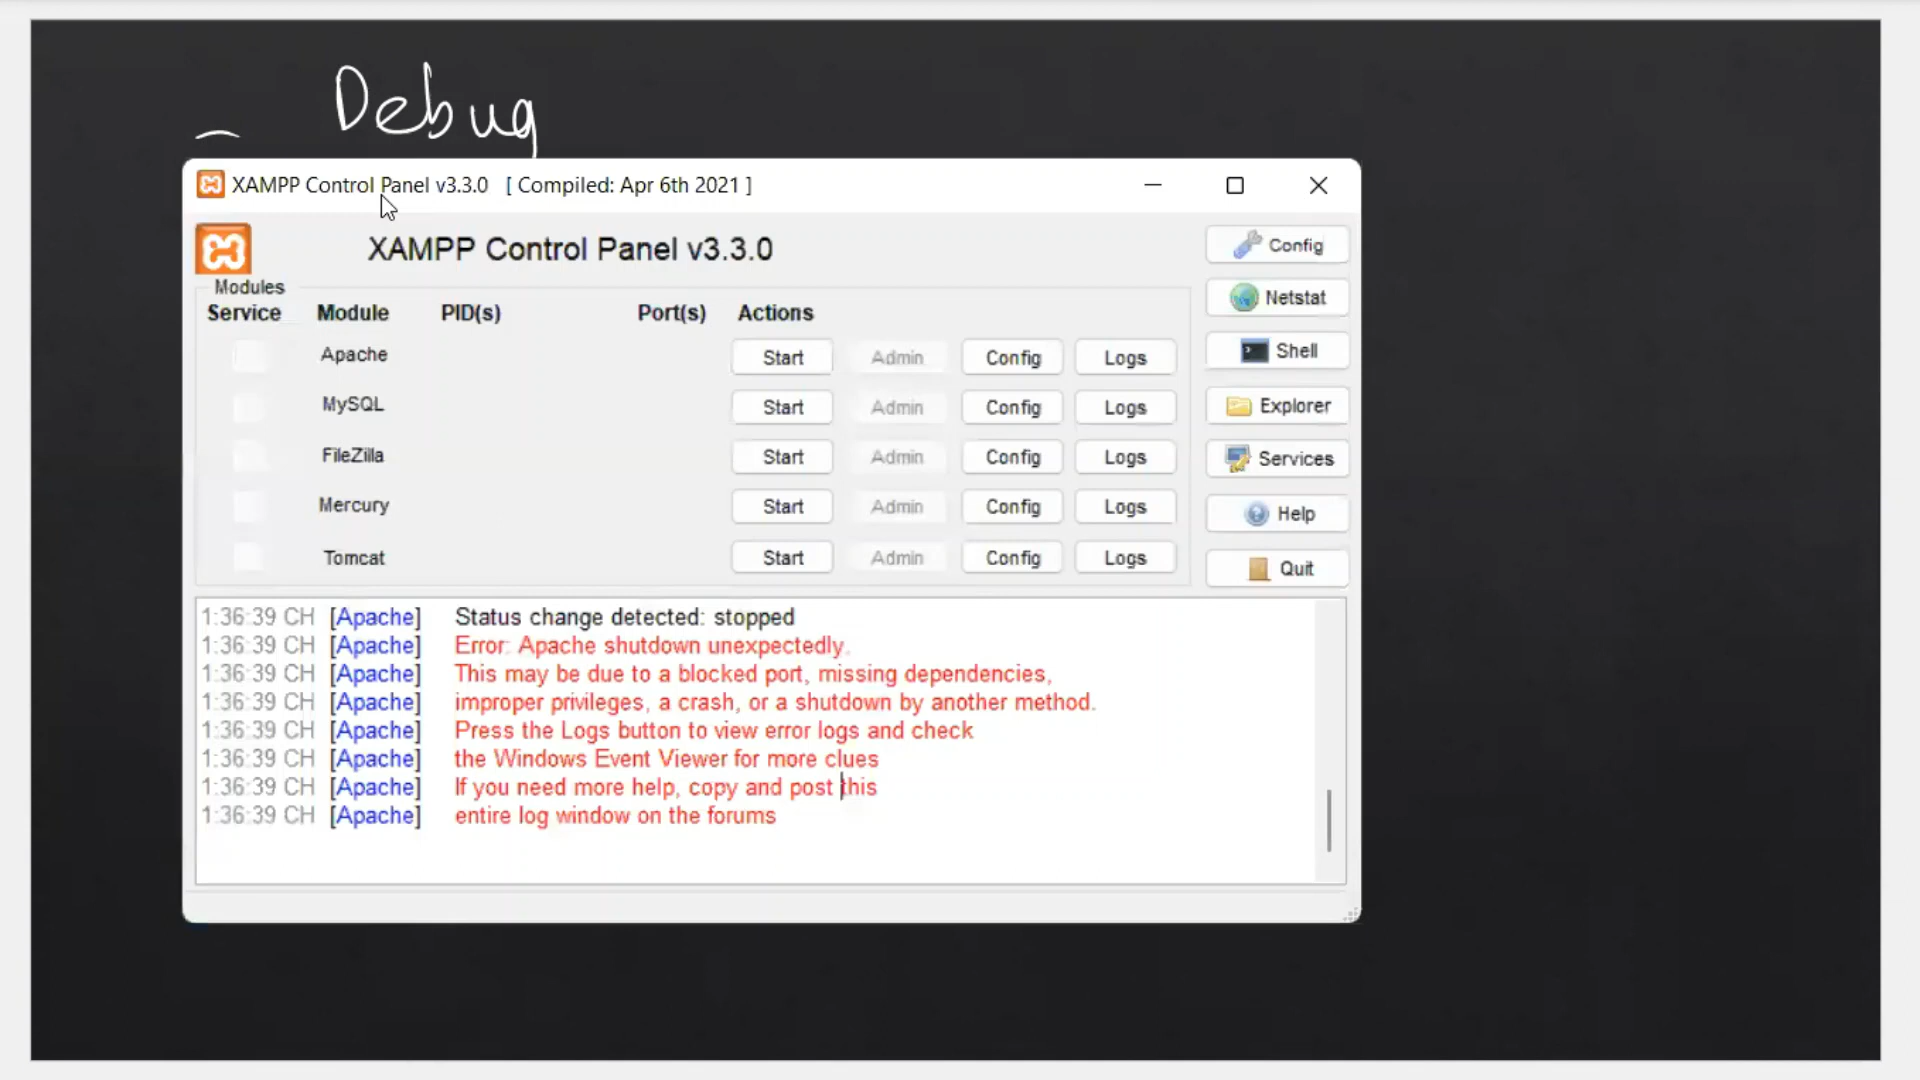 Debug
XAMPP Control Panel v3.3.0 [ Compiled: Apr 6th 2021 ]
XAMPP Control Panel v3.3.0
Config
Modules
Netstat
Service Module PID(s) Port(s) Actions
Apache Start Admin Config Logs
Shell
MySQL Start Admin Config Logs
Explorer
FileZilla Start Admin Config Logs
Services
Mercury Start Admin Config Logs
Help
Tomcat Start Admin Config Logs
Quit
1:36:39 CH [Apache] Status change detected: stopped
1:36:39 CH [Apache] Error: Apache shutdown unexpectedly.
1:36:39 CH [Apache] This may be due to a blocked port, missing dependencies,
1:36:39 CH [Apache] improper privileges, a crash, or a shutdown by another method.
1:36:39 CH [Apache] Press the Logs button to view error logs and check
1:36:39 CH [Apache] the Windows Event Viewer for more clues
1:36:39 CH [Apache] If you need more help, copy and post this
1:36:39 CH [Apache] entire log window on the forums